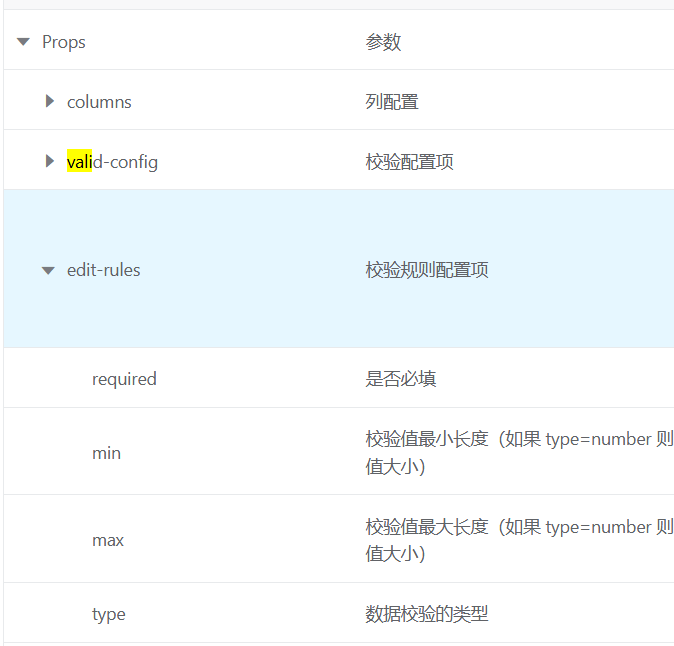 Props 参数
columns 列配置
valid-config 校验配置项
edit-rules 校验规则配置项
required 是否必填
min 校验值最小长度（如果 type=number 则
值大小）
max 校验值最大长度（如果 type=number 则
值大小）
type 数据校验的类型